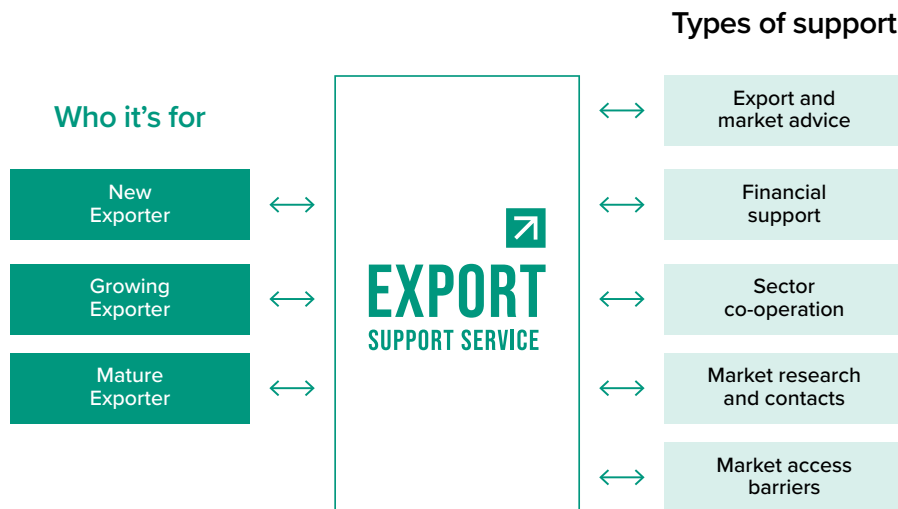 Types of support
Who it's for
New
Exporter
Growing
Exporter
Mature
Exporter
EXPORT
SUPPORT SERVICE
Export and
market advice
Financial
support
Sector
co-operation
Market research
and contacts
Market access
barriers